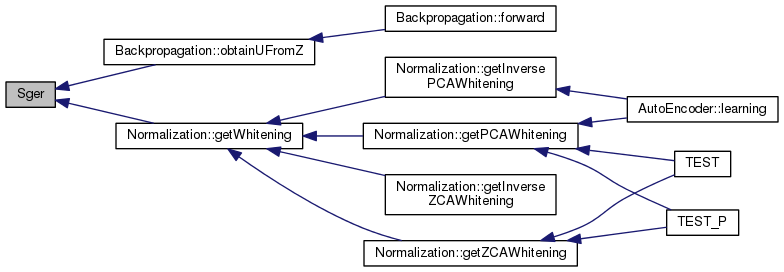 Backpropagation::forward
Backpropagation::obtainUFromZ
Normalization::getInverse
PCAWhitening
Sger
AutoEncoder::learning
Normalization::getWhitening
Normalization::getPCAWhitening
TEST
Normalization::getInverse
ZCAWhitening
TEST_P
Normalization::getZCAWhitening